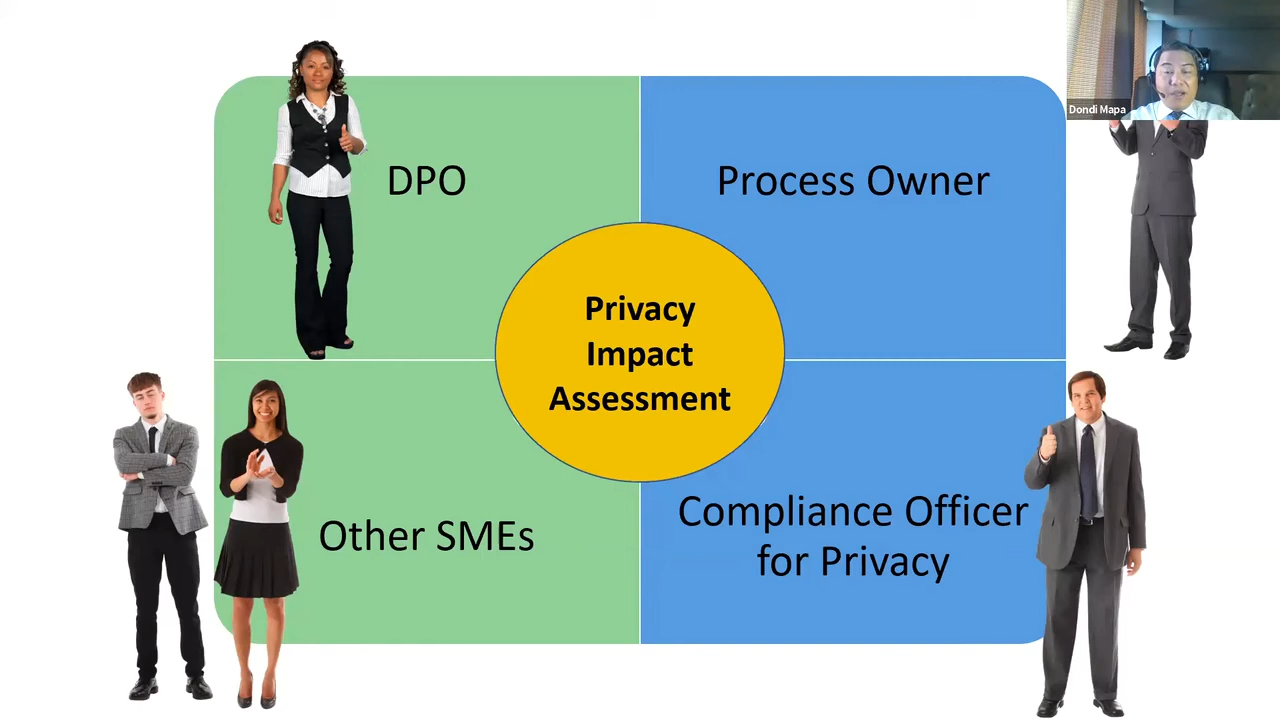 Dondi Mapa
DPO
Process Owner
Privacy
Impact
Assessment
Other SMEs
Compliance Officer
for Privacy